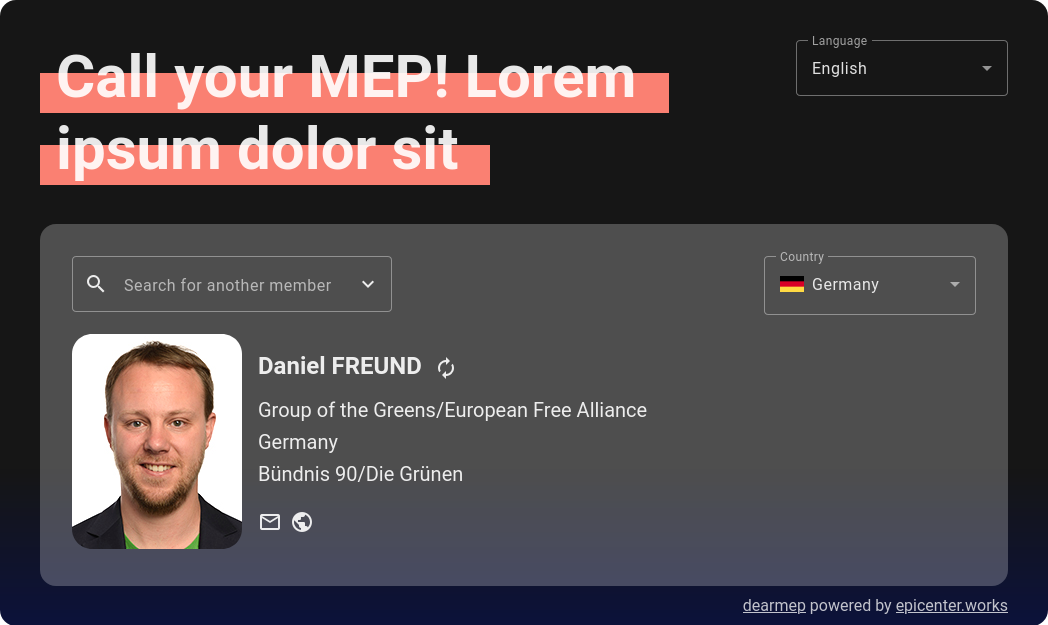 Call your MEP! Lorem
ipsum dolor sit
Language
English
Search for another member
Country
Germany
Daniel FREUND
Group of the Greens/European Free Alliance
Germany
Bündnis 90/Die Grünen
dearmep powered by epicenter.works